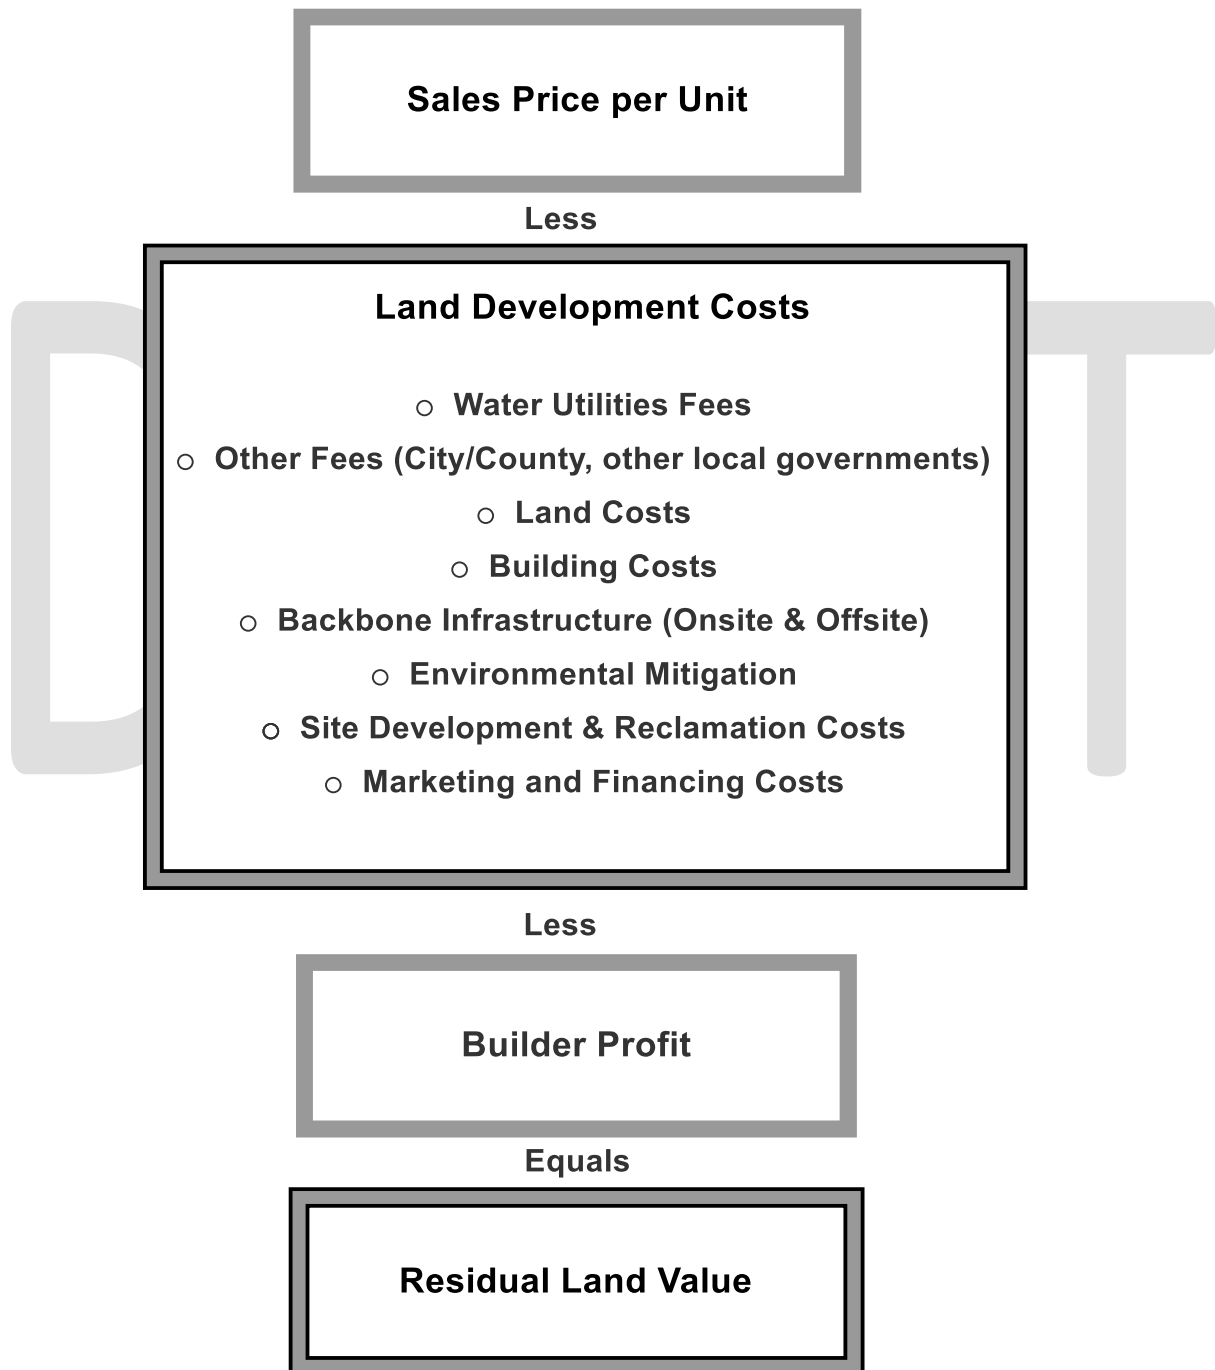 Sales Price per Unit
Less
Land Development Costs
Water Utilities Fees
Other Fees (City/County, other local governments)
Land Costs
Building Costs
Backbone Infrastructure (Onsite & Offsite)
Environmental Mitigation
Site Development & Reclamation Costs
Marketing and Financing Costs
Less
Builder Profit
Equals
Residual Land Value